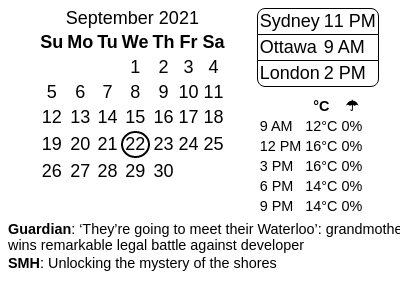 September 2021
Su Mo Tu We Th Fr Sa
1 2 3 4
5 6 7 8 9 10 11
12 13 14 15 16 17 18
19 20 21 22 23 24 25
26 27 28 29 30
Sydney 11 PM
Ottawa 9 AM
London 2 PM
°C ☂
9 AM 12°C 0%
12 PM 16°C 0%
3 PM 16°C 0%
6 PM 14°C 0%
9 PM 14°C 0%
Guardian: ‘They’re going to meet their Waterloo’: grandmothe
wins remarkable legal battle against developer
SMH: Unlocking the mystery of the shores